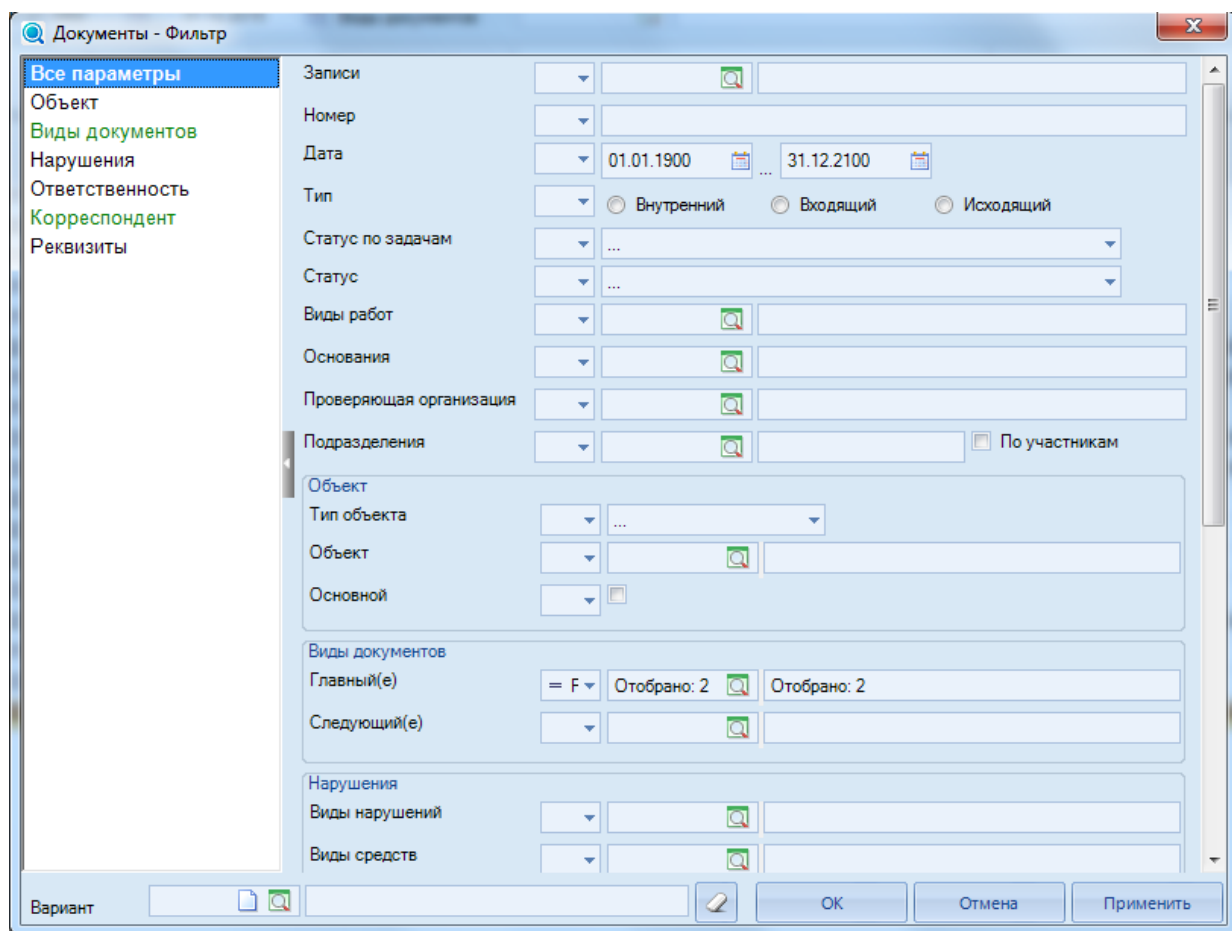 Документы - Фильтр
Все параметры
Объект
Виды документов
Нарушения
Ответственность
Корреспондент
Реквизиты
Записи
Номер
Дата 01.01.1900 ... 31.12.2100
Тип Внутренний Входящий Исходящий
Статус по задачам ...
Статус ...
Виды работ
Основания
Проверяющая организация
Подразделения По участникам
Объект
Тип объекта ...
Объект
Основной
Виды документов
Главный(е) = Отобрано: 2 Отобрано: 2
Следующий(е)
Нарушения
Виды нарушений
Виды средств
Вариант ОК Отмена Применить